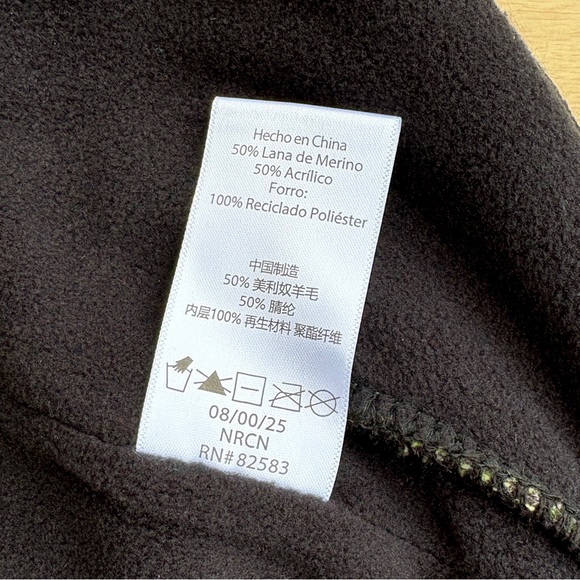 Hecho en China
50% Lana de Merino
50% Acrílico
Forro:
100% Reciclado Poliéster
中国制造
50% 美利奴羊毛
50% 腈纶
内层100% 再生材料 聚酯纤维
08/00/25
NRCN
RN# 82583